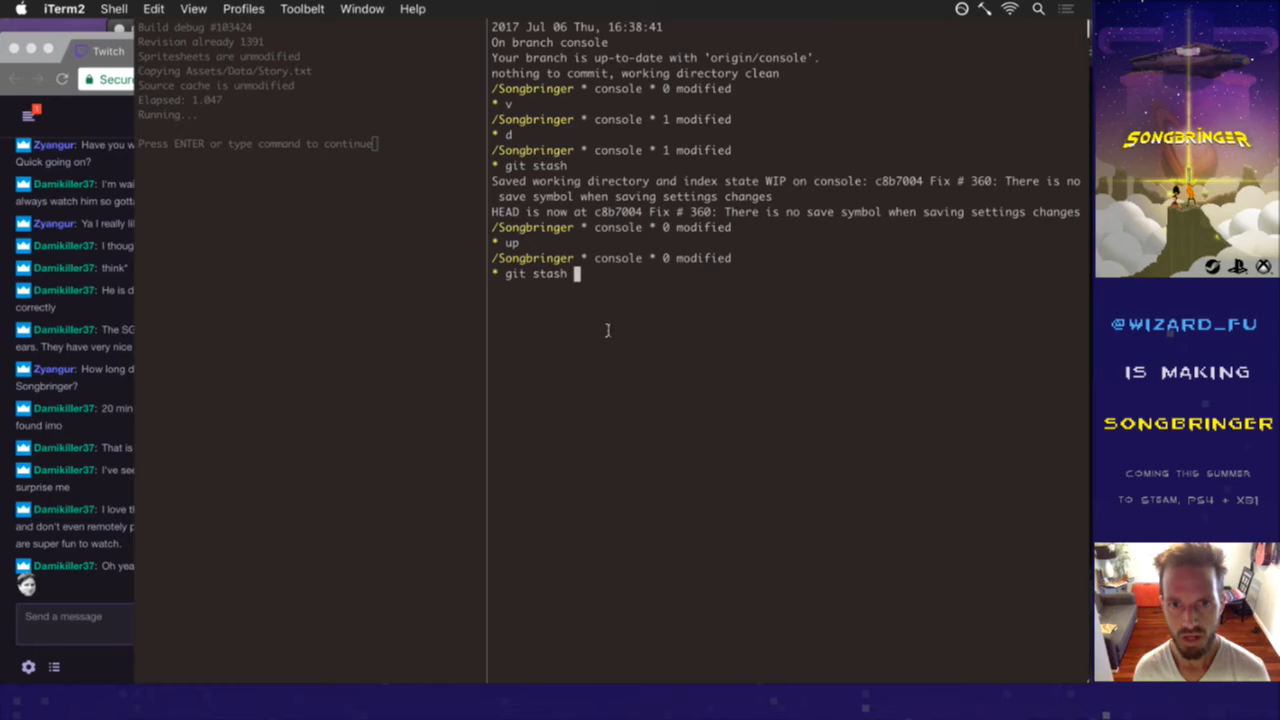 iTerm2 Shell Edit View Profiles Toolbelt Window Help
Twitch
Secur
1
Zyangur: Have you w
Quick going on?
Damikiller37: I'm wai
always watch him so gotta
Zyangur: Ya I really lik
Damikiller37: I thoug
Damikiller37: think*
Damikiller37: He is d
correctly
Damikiller37: The SG
ears. They have very nice
Zyangur: How long d
Songbringer?
Damikiller37: 20 min
found imo
Damikiller37: That is
Damikiller37: I've see
surprise me
Damikiller37: I love th
and don't even remotely p
are super fun to watch.
Damikiller37: Oh yea
Send a message
Build debug #103424
Revision already 1391
Spritesheets are unmodified
Copying Assets/Data/Story.txt
Source cache is unmodified
Elapsed: 1.047
Running...
Press ENTER or type command to continue
2017 Jul 06 Thu, 16:38:41
On branch console
Your branch is up-to-date with 'origin/console'.
nothing to commit, working directory clean
/Songbringer * console * 0 modified
* v
/Songbringer * console * 1 modified
* d
/Songbringer * console * 1 modified
* git stash
Saved working directory and index state WIP on console: c8b7004 Fix # 360: There is no
save symbol when saving settings changes
HEAD is now at c8b7004 Fix # 360: There is no save symbol when saving settings changes
/Songbringer * console * 0 modified
* up
/Songbringer * console * 0 modified
* git stash
SONGBRINGER
@WIZARD_FU
IS MAKING
SONGBRINGER
COMING THIS SUMMER
TO STEAM, PS4 + XB1